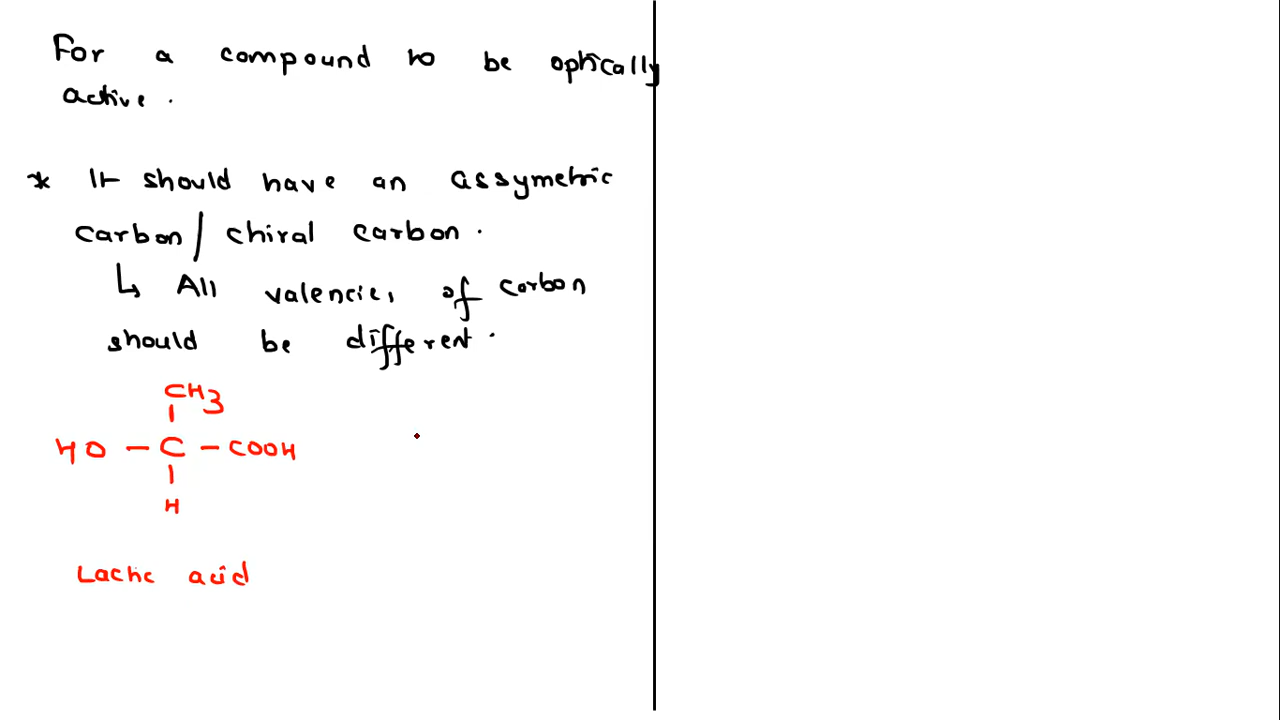 For a compound to be optically
active.
* It should have an assymetric
carbon/ chiral carbon.
↳ All valencies of carbon
should be different.
CH3
HO - C - COOH
H
Lactic acid